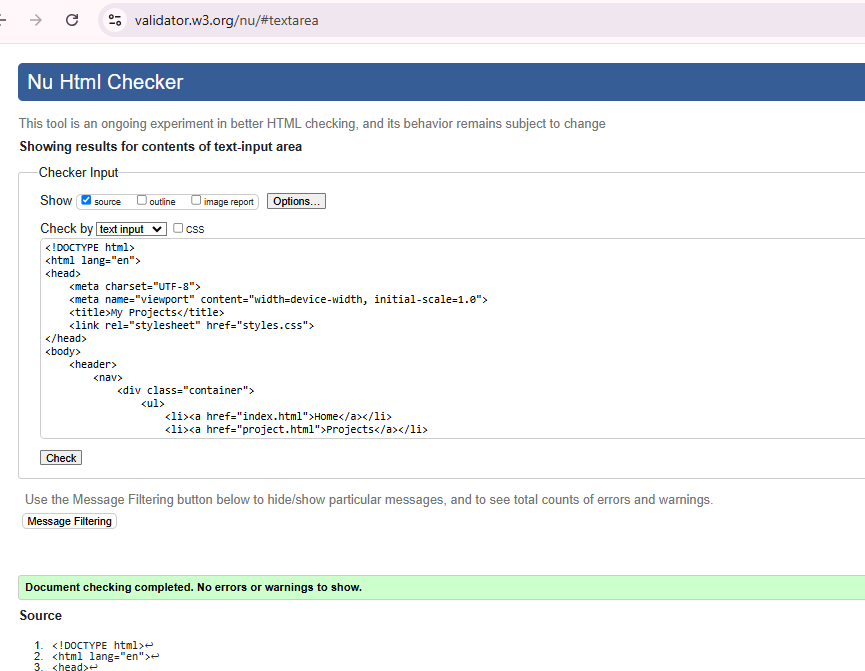 validator.w3.org/nu/#textarea
Nu Html Checker
This tool is an ongoing experiment in better HTML checking, and its behavior remains subject to change
Showing results for contents of text-input area
Checker Input
Show source outline image report Options...
Check by text input css
<!DOCTYPE html>
<html lang="en">
<head>
    <meta charset="UTF-8">
    <meta name="viewport" content="width=device-width, initial-scale=1.0">
    <title>My Projects</title>
    <link rel="stylesheet" href="styles.css">
</head>
<body>
    <header>
        <nav>
            <div class="container">
                <ul>
                    <li><a href="index.html">Home</a></li>
                    <li><a href="project.html">Projects</a></li>
Check
Use the Message Filtering button below to hide/show particular messages, and to see total counts of errors and warnings.
Message Filtering
Document checking completed. No errors or warnings to show.
Source
1. <!DOCTYPE html>↩
2. <html lang="en">↩
3. <head>↩